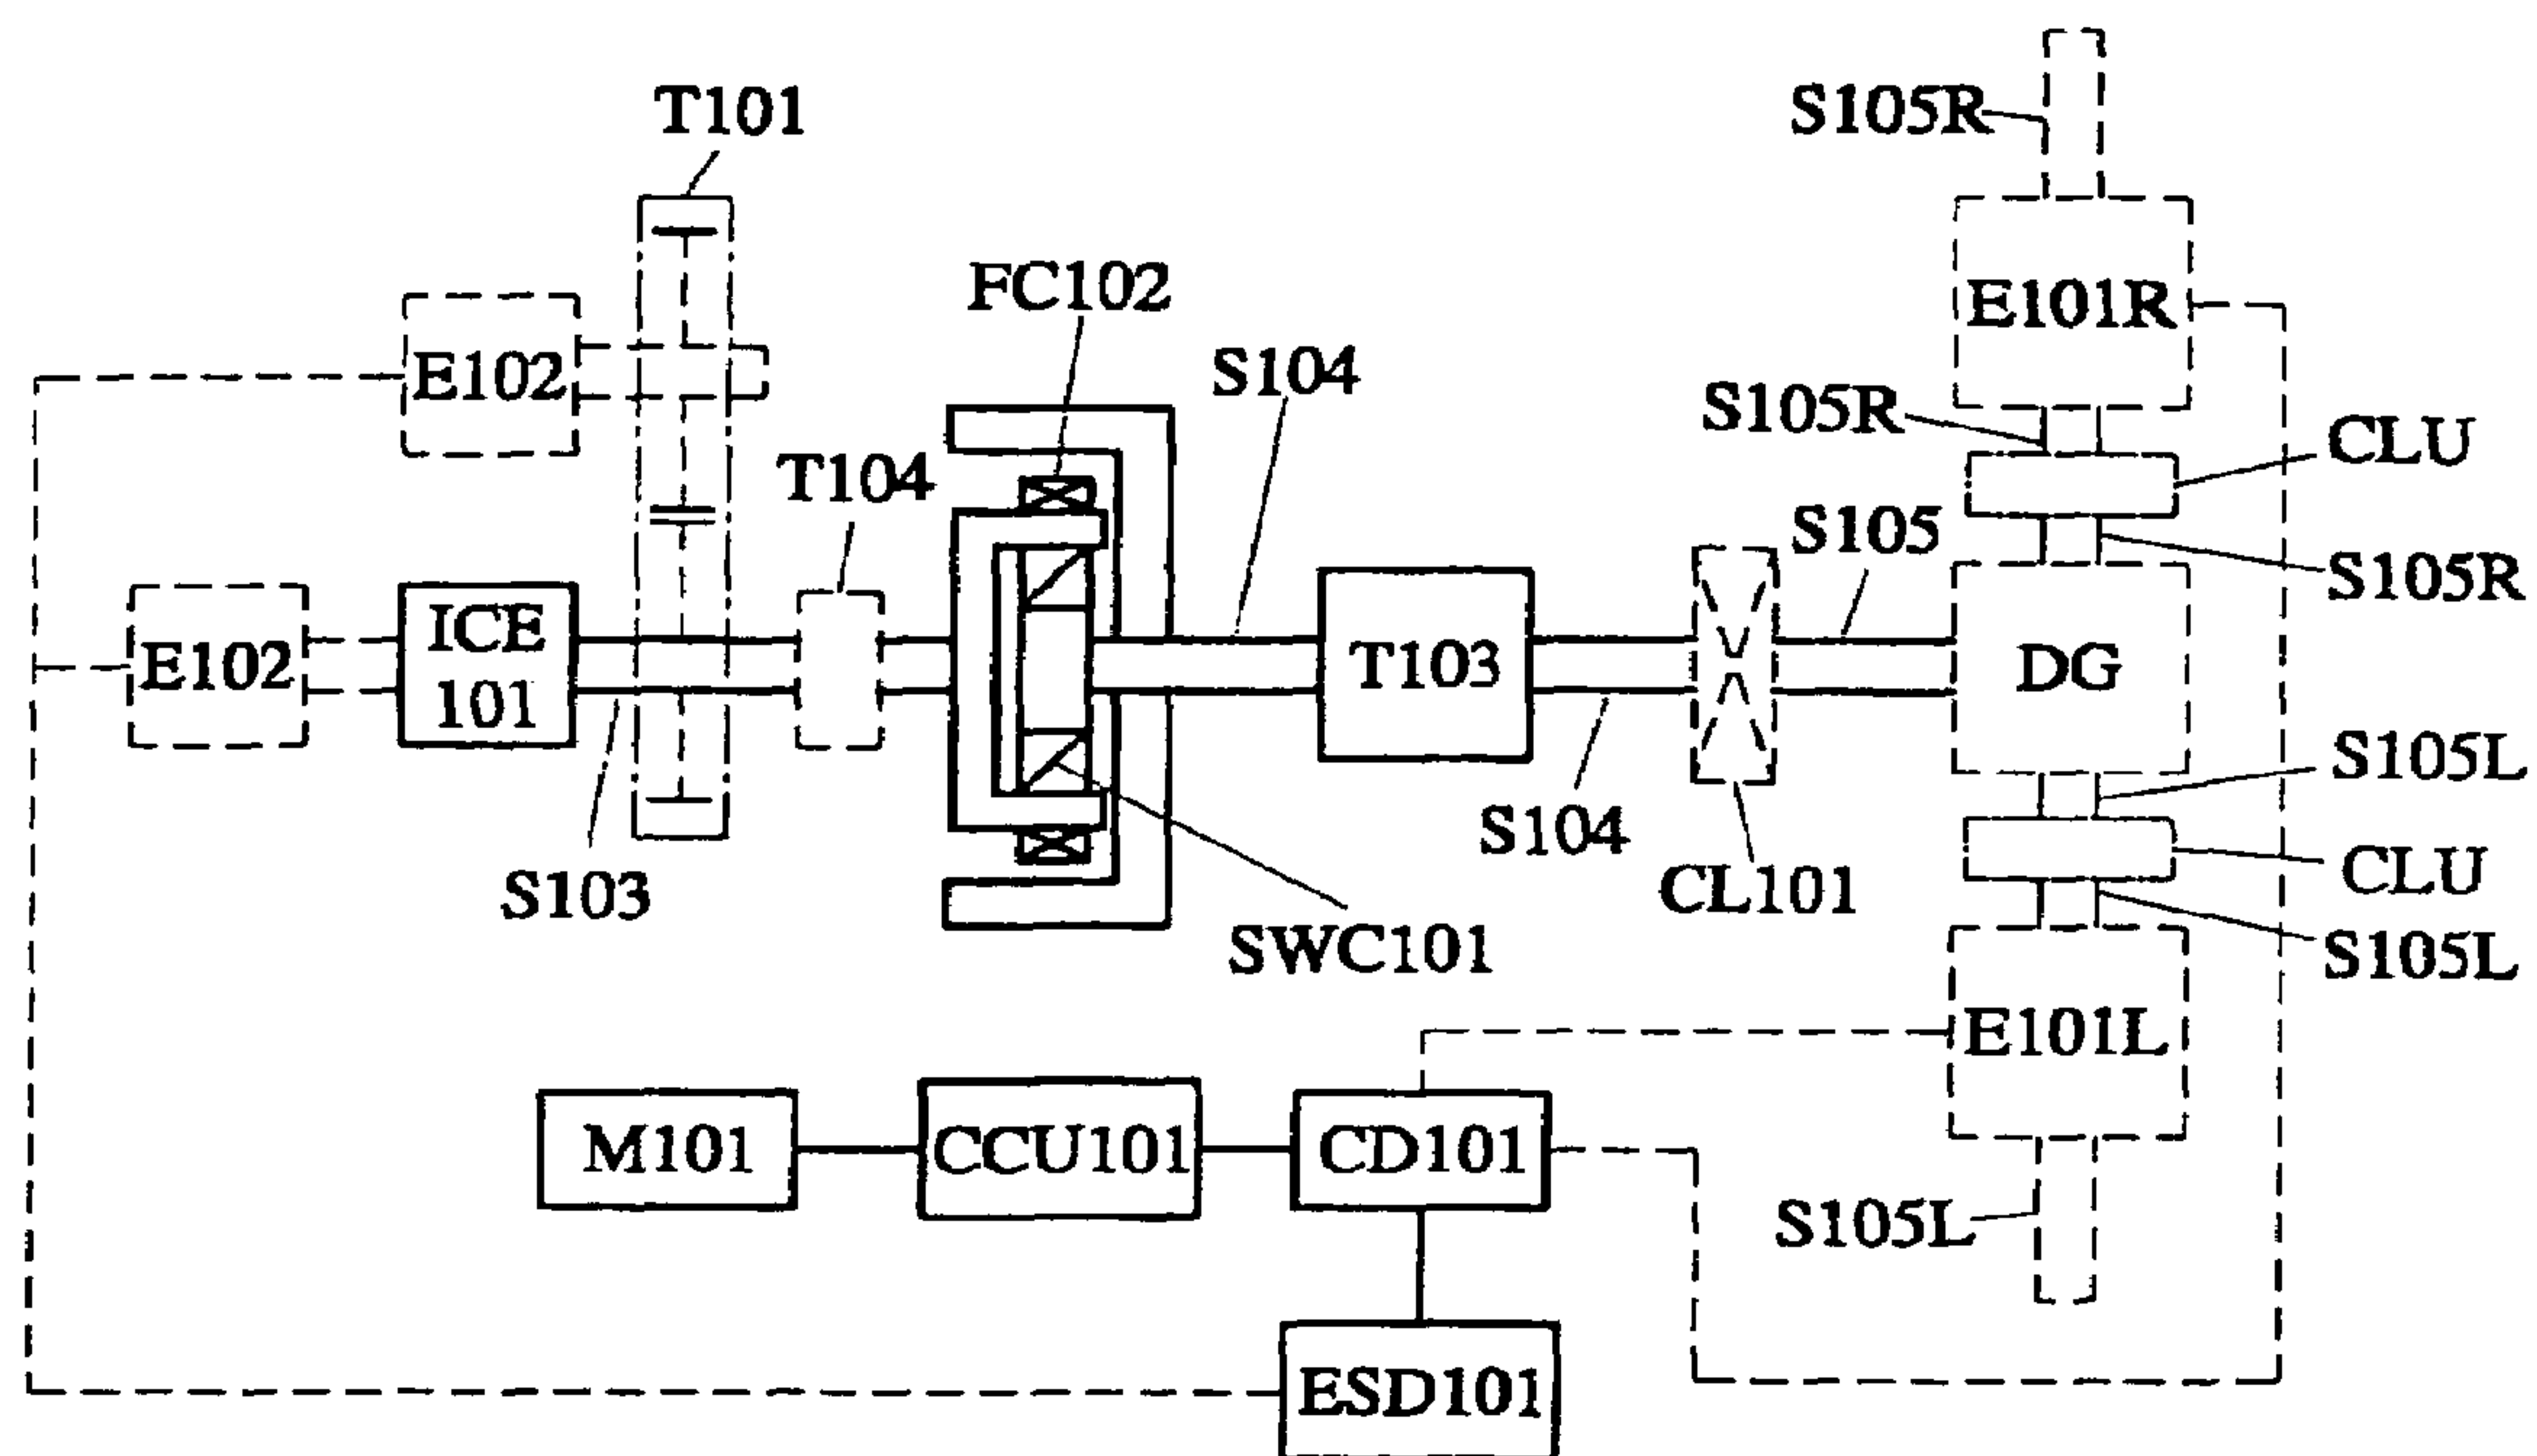 S105R
T101
FC102
E101R
S104
E102
S105R
CLU
T104
S105
S105R
ICE
101
E102
T103
DG
S105L
S104
CLU
CL101
S103
SWC101
S105L
E101L
M101
CCU101
CD101
S105L
ESD101